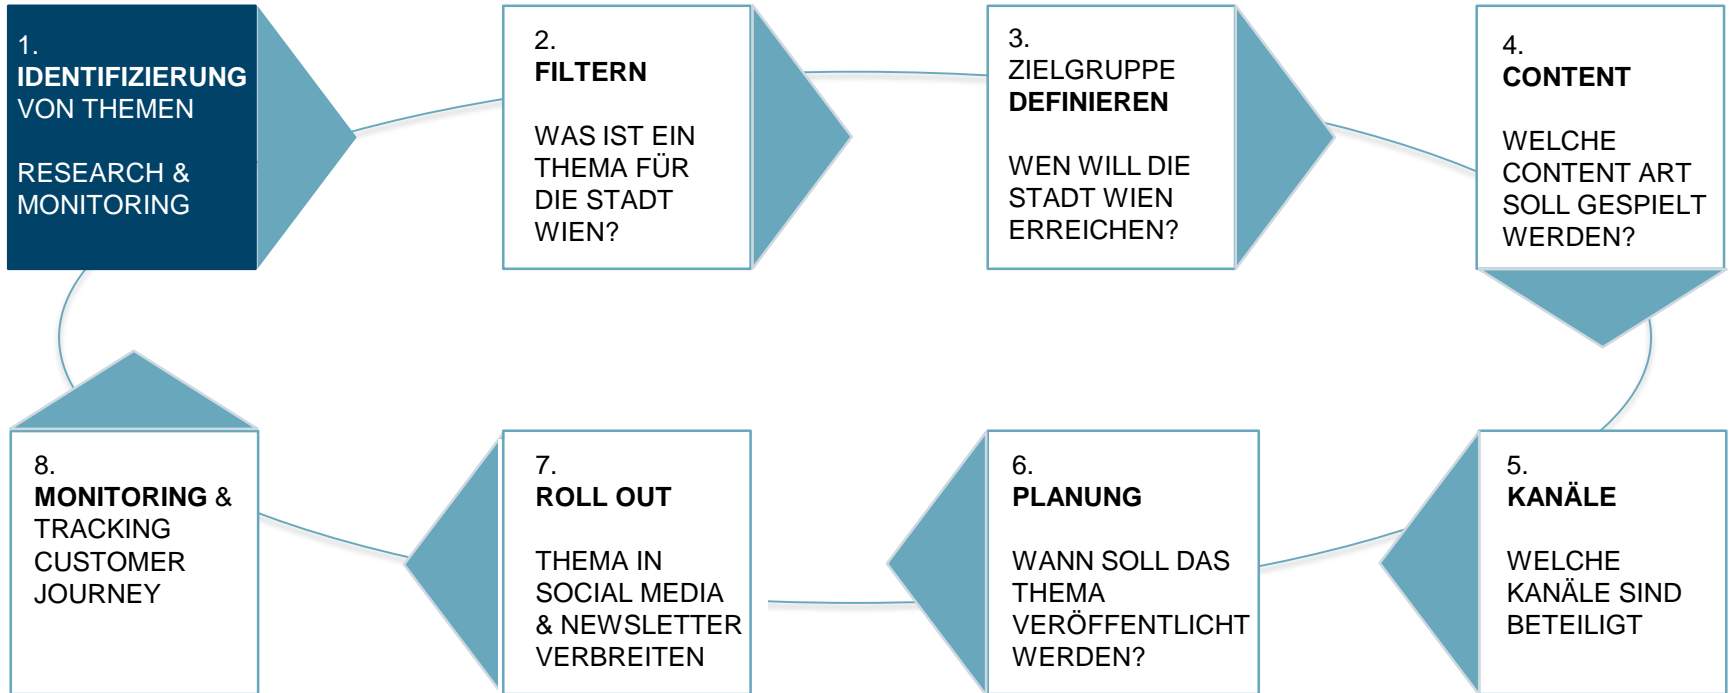 1.
IDENTIFIZIERUNG
VON THEMEN
RESEARCH &
MONITORING
2.
FILTERN
WAS IST EIN
THEMA FÜR
DIE STADT
WIEN?
3.
ZIELGRUPPE
DEFINIEREN
WEN WILL DIE
STADT WIEN
ERREICHEN?
4.
CONTENT
WELCHE
CONTENT ART
SOLL GESPIELT
WERDEN?
5.
KANÄLE
WELCHE
KANÄLE SIND
BETEILIGT
6.
PLANUNG
WANN SOLL DAS
THEMA
VERÖFFENTLICHT
WERDEN?
7.
ROLL OUT
THEMA IN
SOCIAL MEDIA
& NEWSLETTER
VERBREITEN
8.
MONITORING &
TRACKING
CUSTOMER
JOURNEY